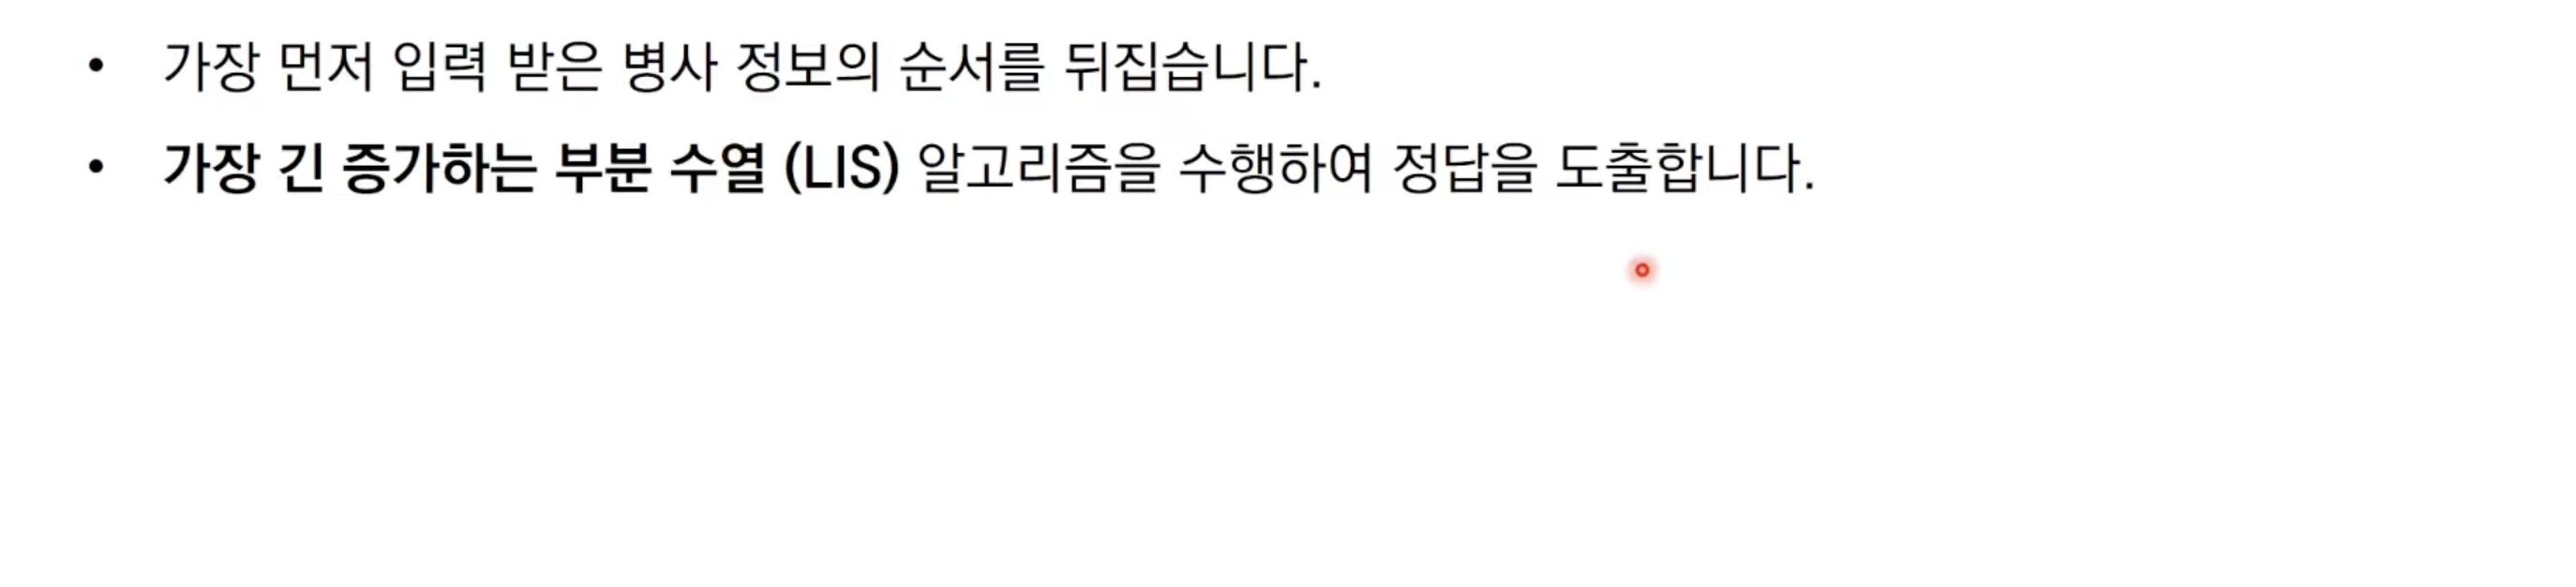 • 가장 먼저 입력 받은 병사 정보의 순서를 뒤집습니다.
• 가장 긴 증가하는 부분 수열 (LIS) 알고리즘을 수행하여 정답을 도출합니다.